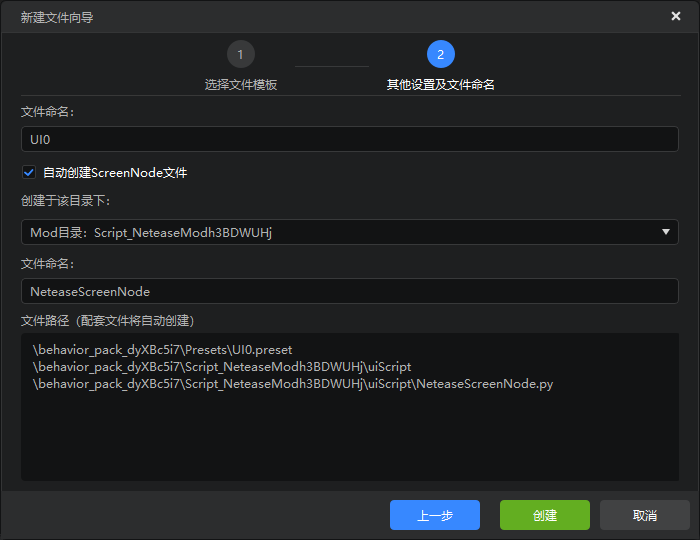 新建文件向导
1
2
选择文件模板
其他设置及文件命名
文件命名：
UI0
自动创建ScreenNode文件
创建于该目录下：
Mod目录：Script_NeteaseModh3BDWUHj
文件命名：
NeteaseScreenNode
文件路径（配套文件将自动创建）
\behavior_pack_dyXBc5i7\Presets\UI0.preset
\behavior_pack_dyXBc5i7\Script_NeteaseModh3BDWUHj\uiScript
\behavior_pack_dyXBc5i7\Script_NeteaseModh3BDWUHj\uiScript\NeteaseScreenNode.py
上一步
创建
取消